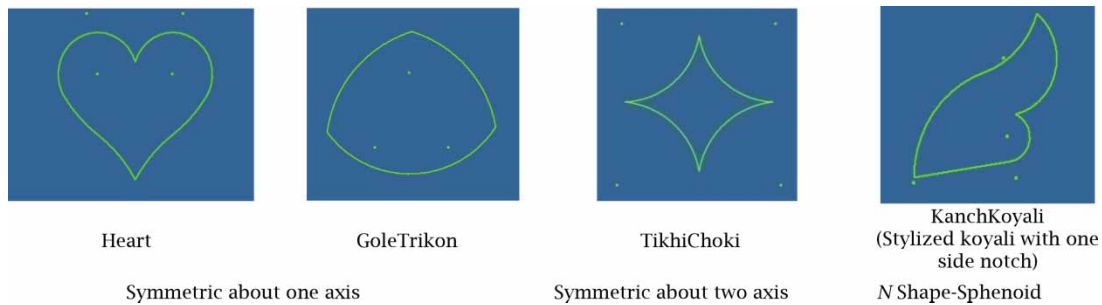 Heart
GoleTrikon
TikhiChoki
KanchKoyali
(Stylized koyali with one
side notch)
Symmetric about one axis
Symmetric about two axis
N Shape-Sphenoid